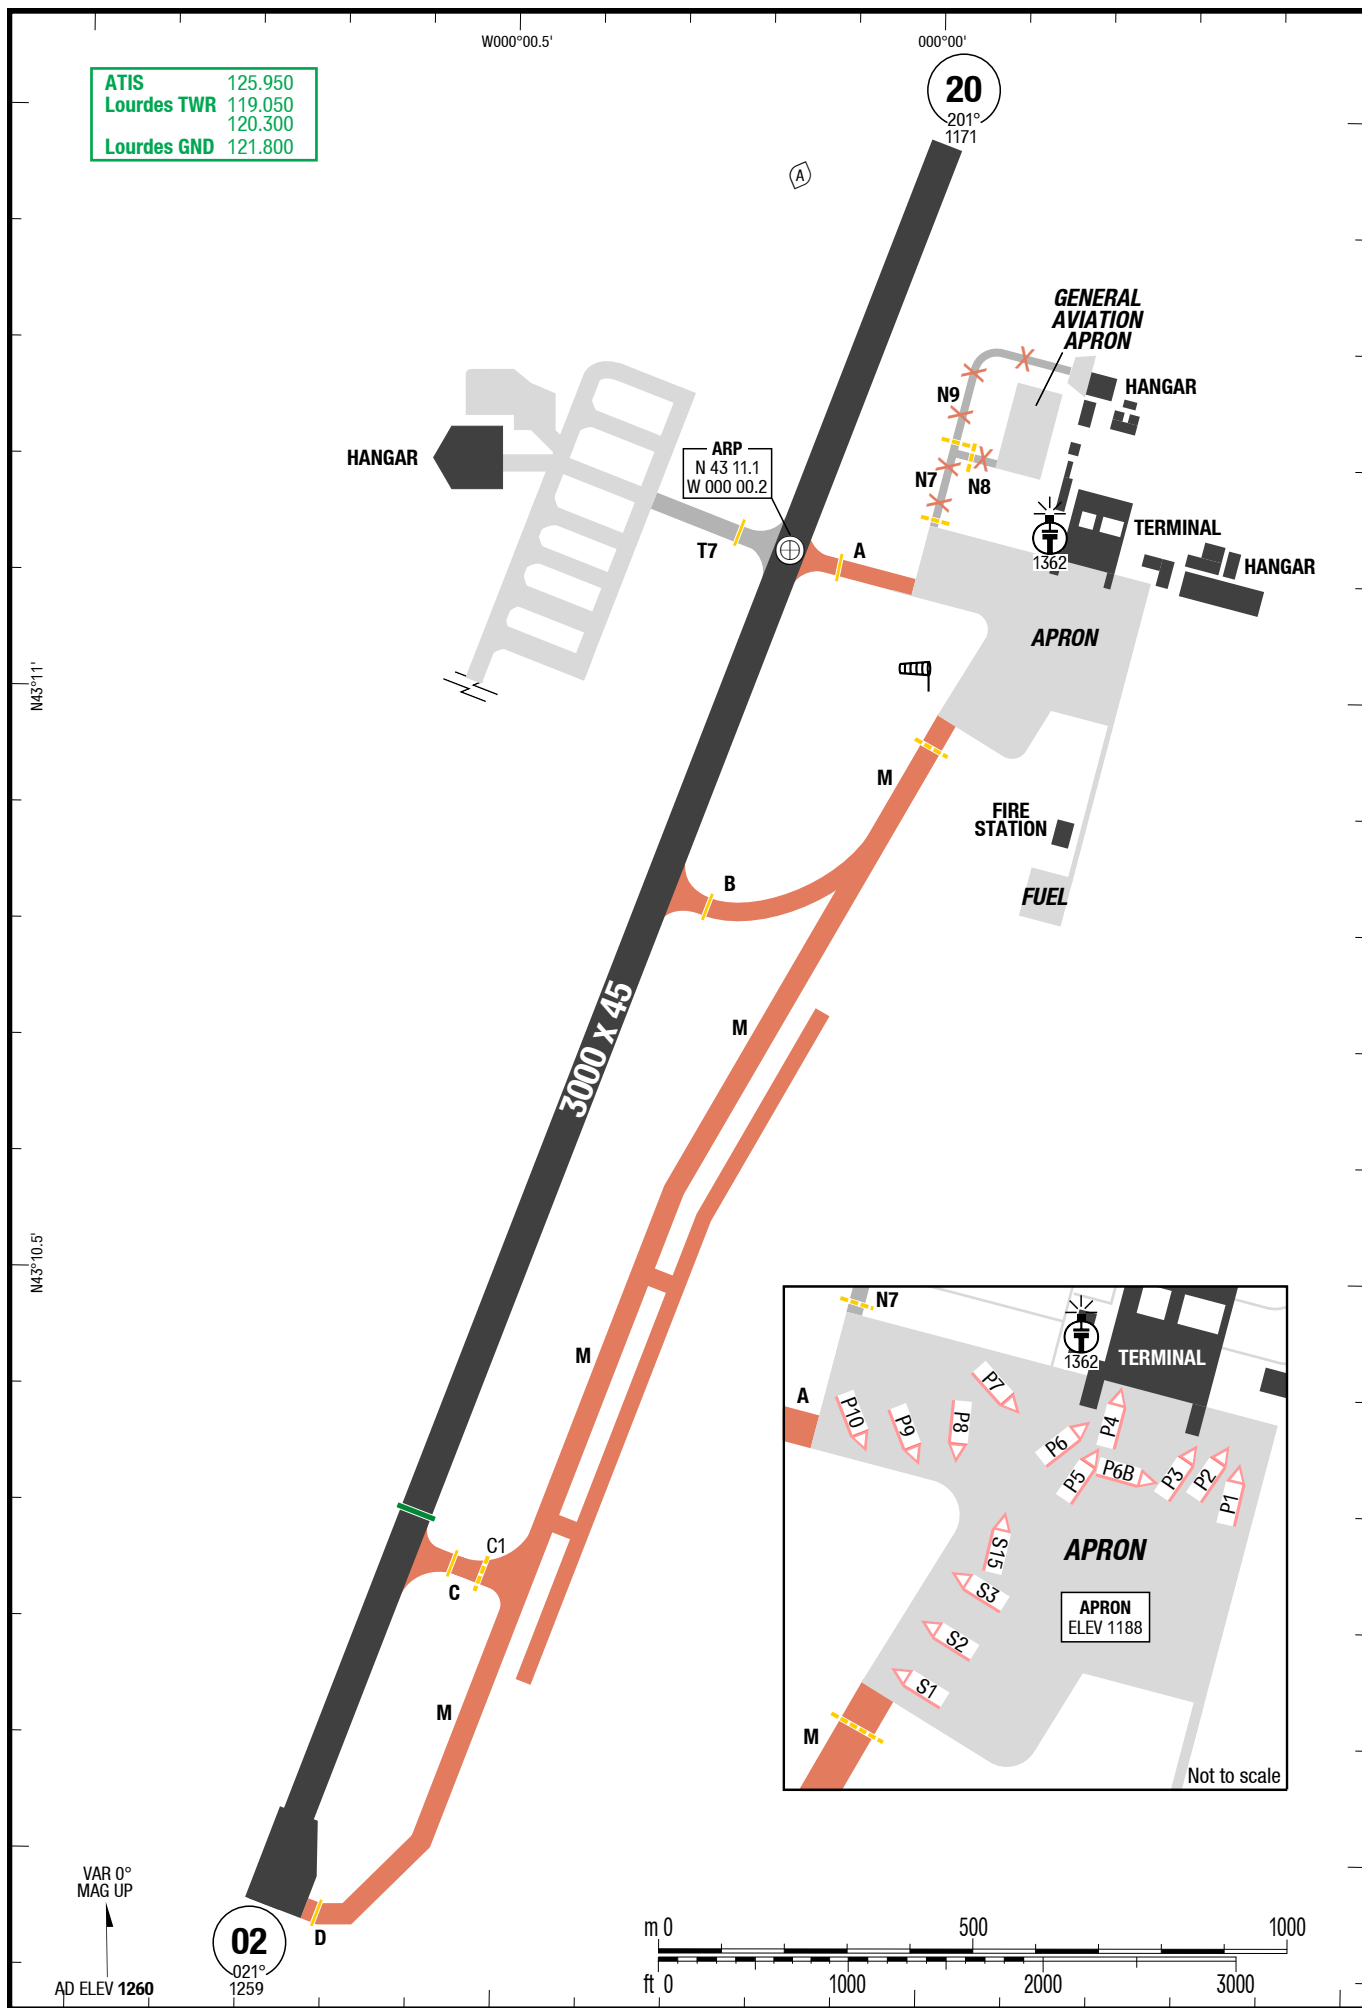 W000°00.5'
000°00'
ATIS 125.950
Lourdes TWR 119.050
120.300
Lourdes GND 121.800
20
201°
1171
A
GENERAL
AVIATION
APRON
HANGAR
N9
HANGAR
ARP
N 43 11.1
W 000 00.2
N7
N8
T7
A
TERMINAL
1362
HANGAR
APRON
N43°11'
M
FIRE
STATION
B
FUEL
3000 x 45
M
N43°10.5'
M
C1
C
M
N7
1362
TERMINAL
A
P10
P9
P8
P7
P6
P4
P5
P6B
P3
P2
P1
S15
APRON
S3
APRON
ELEV 1188
S2
S1
M
Not to scale
VAR 0°
MAG UP
AD ELEV 1260
02
021°
1259
D
m 0 500 1000
ft 0 1000 2000 3000